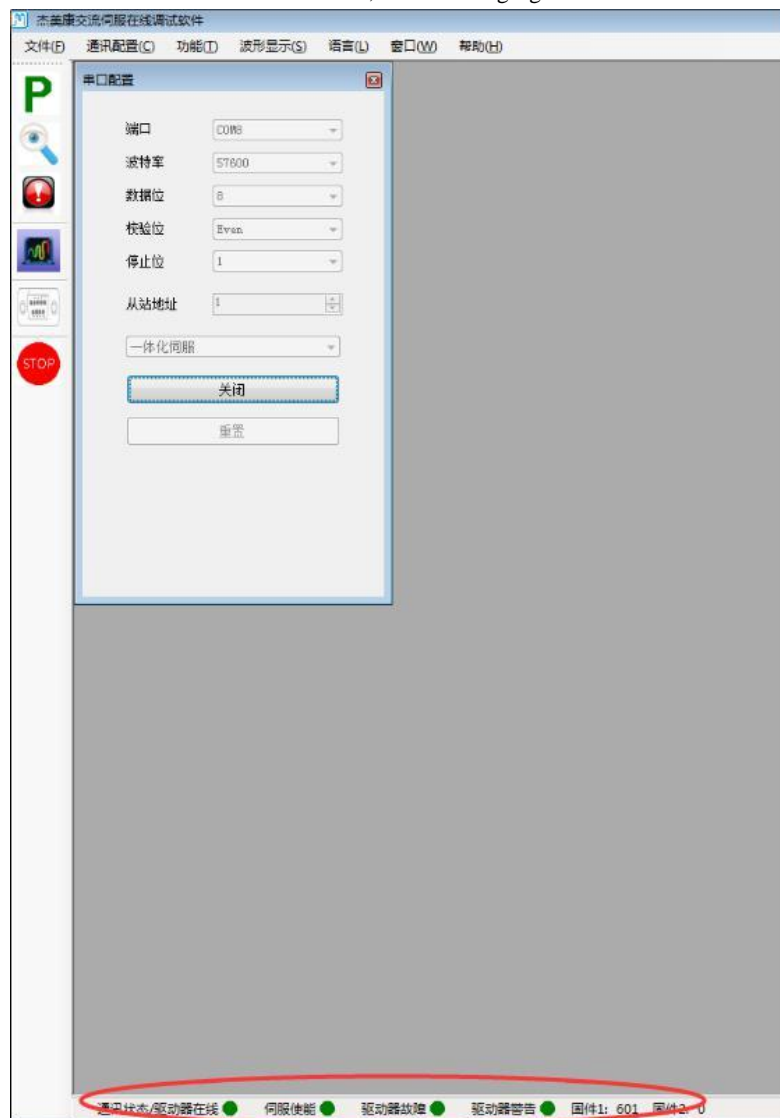 杰美康交流伺服在线调试软件
文件(F) 通讯配置(C) 功能(T) 波形显示(S) 语言(L) 窗口(W) 帮助(H)
P
串口配置
端口 COM8
波特率 57600
数据位 8
校验位 Even
停止位 1
从站地址 1
一体化伺服
STOP
关闭
重置
通讯状态/驱动器在线 伺服使能 驱动器故障 驱动器警告 固件1: 601 固件2: 0